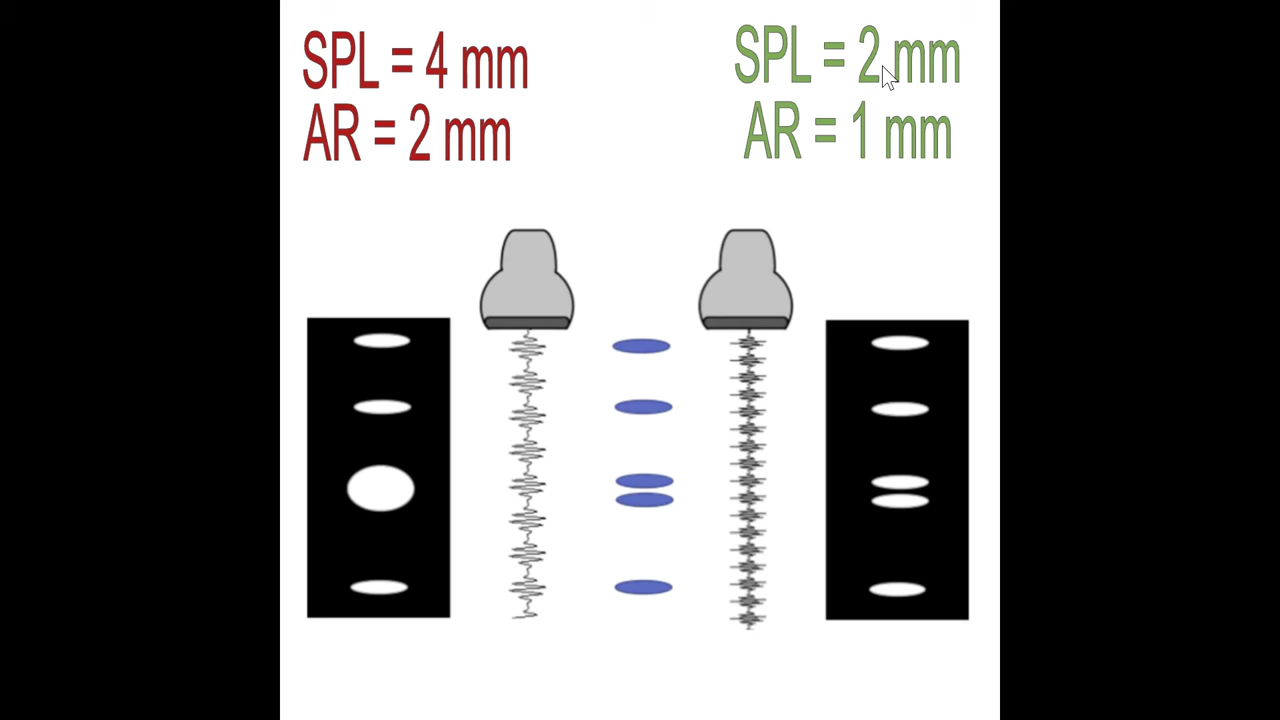 SPL = 4 mm
AR = 2 mm
SPL = 2 mm
AR = 1 mm